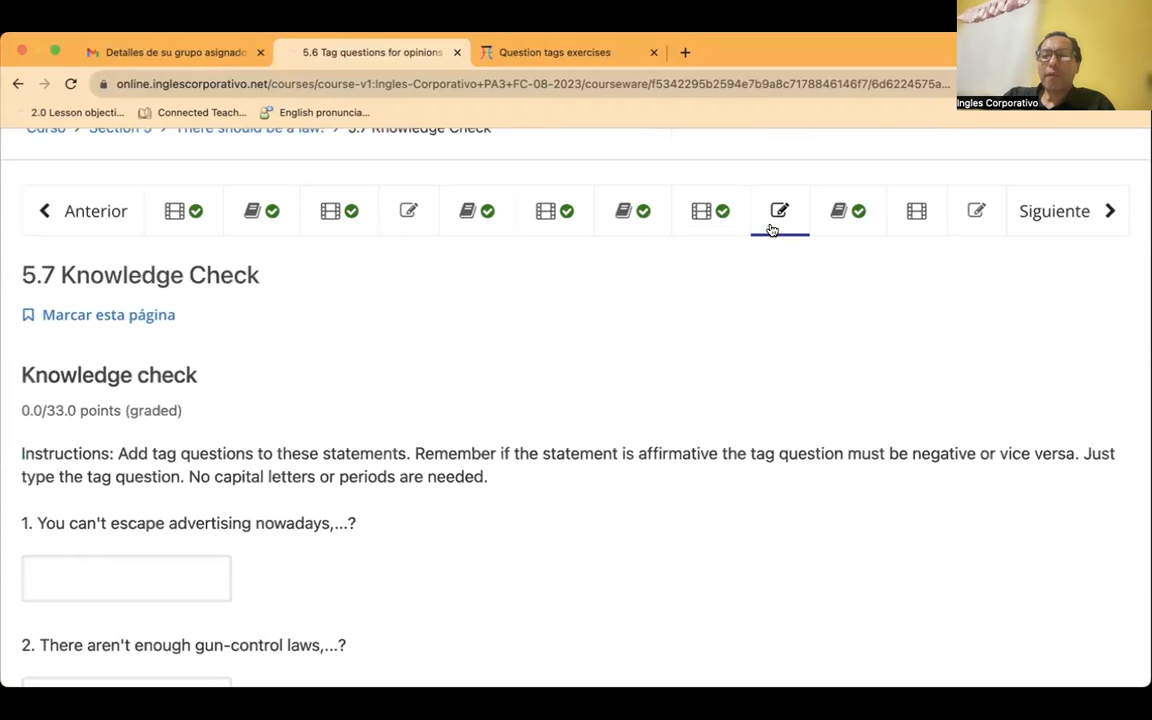 Detalles de su grupo asignado
5.6 Tag questions for opinions
Question tags exercises
online.inglescorporativo.net/courses/course-v1:Ingles-Corporativo+PA3+FC-08-2023/courseware/f5342295b2594e7b9a8c7178846146f7/6d6224575a...
2.0 Lesson objecti...
Connected Teach...
English pronuncia...
Ingles Corporativo
Curso > Section 5 > There should be a law! > 5.7 Knowledge Check
Anterior
Siguiente
5.7 Knowledge Check
Marcar esta página
Knowledge check
0.0/33.0 points (graded)
Instructions: Add tag questions to these statements. Remember if the statement is affirmative the tag question must be negative or vice versa. Just
type the tag question. No capital letters or periods are needed.
1. You can't escape advertising nowadays,...?
2. There aren't enough gun-control laws,...?